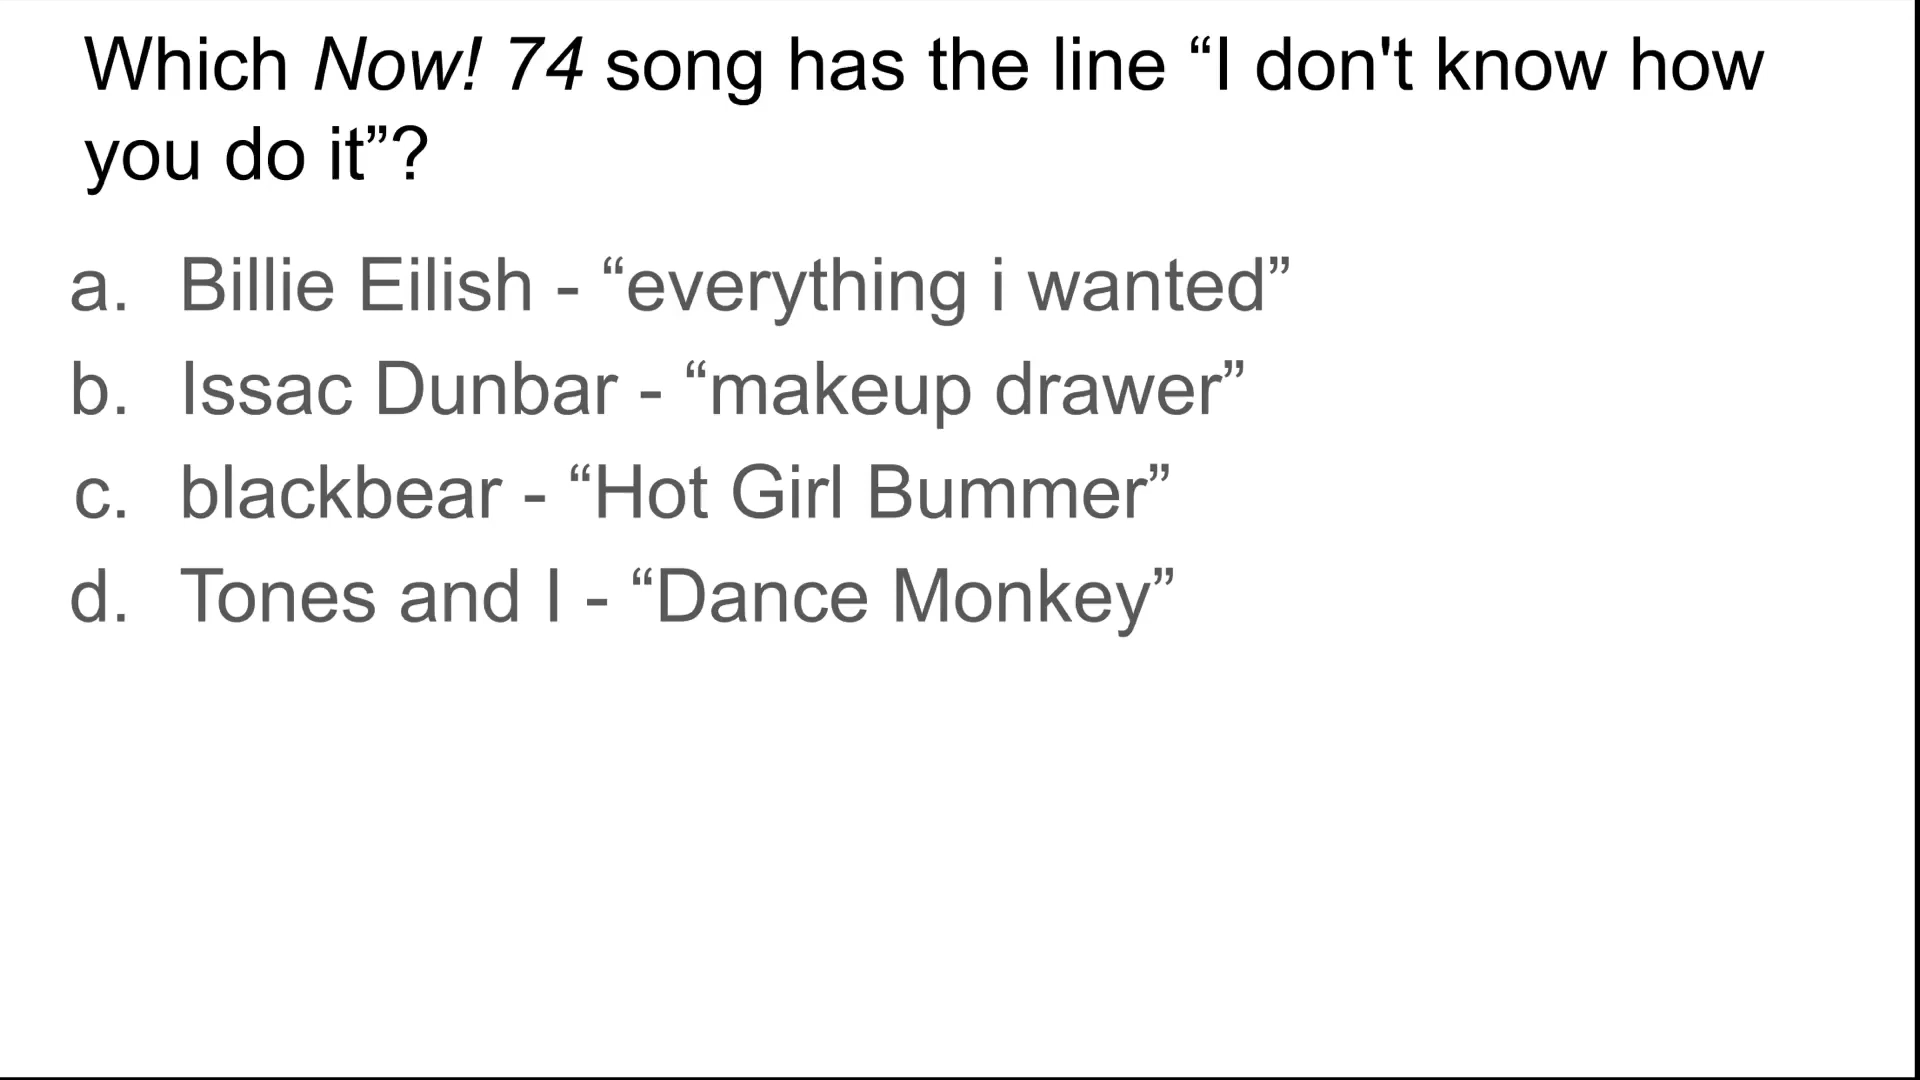 Which Now! 74 song has the line “I don't know how
you do it”?
a. Billie Eilish - “everything i wanted”
b. Issac Dunbar - “makeup drawer”
c. blackbear - “Hot Girl Bummer”
d. Tones and I - “Dance Monkey”